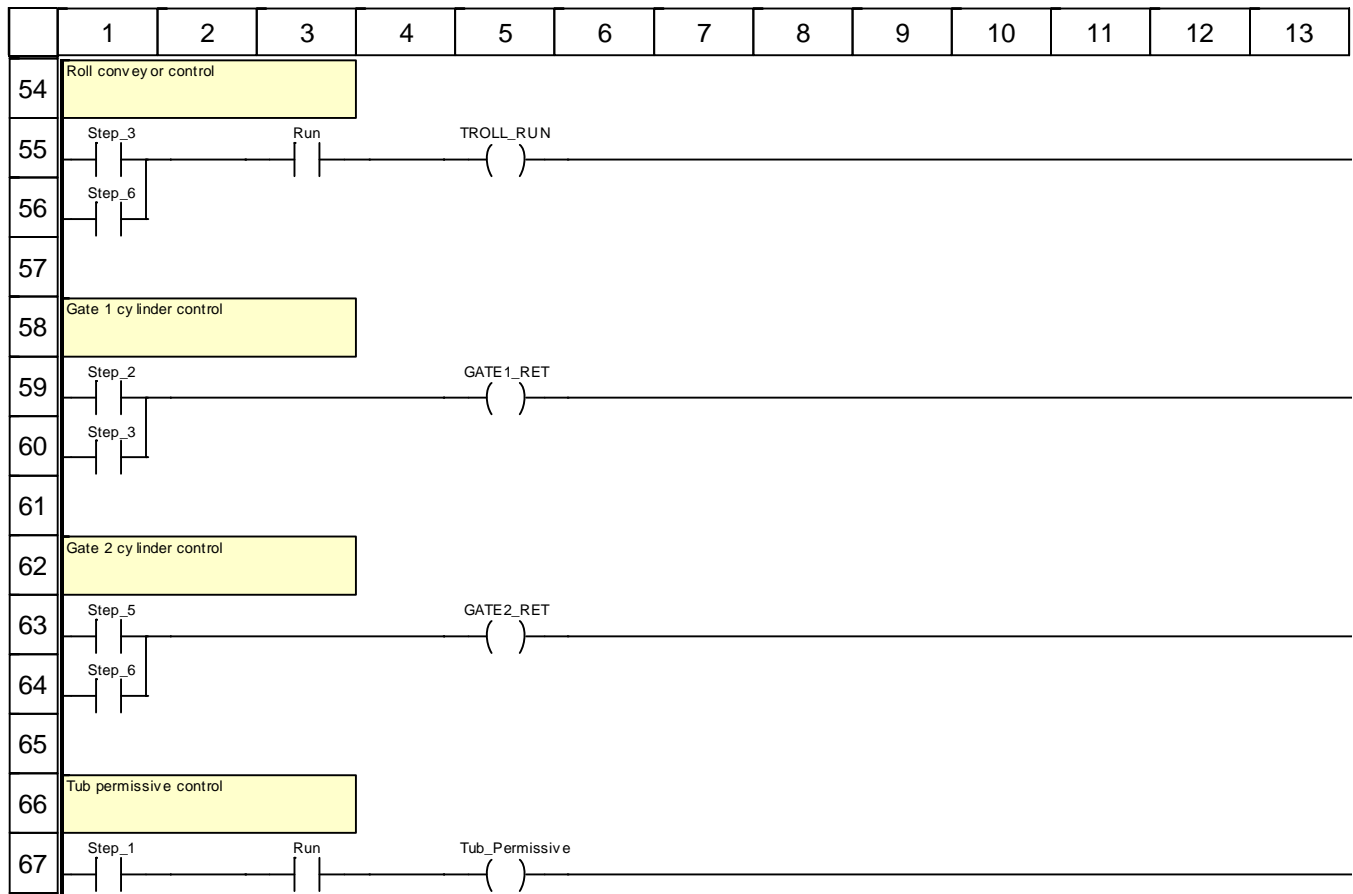 1 2 3 4 5 6 7 8 9 10 11 12 13
54 Roll conveyor control
Step_3 Run TROLL_RUN
55
Step_6
56
57
58 Gate 1 cylinder control
Step_2 GATE1_RET
59
Step_3
60
61
62 Gate 2 cylinder control
Step_5 GATE2_RET
63
Step_6
64
65
66 Tub permissive control
Step_1 Run Tub_Permissive
67